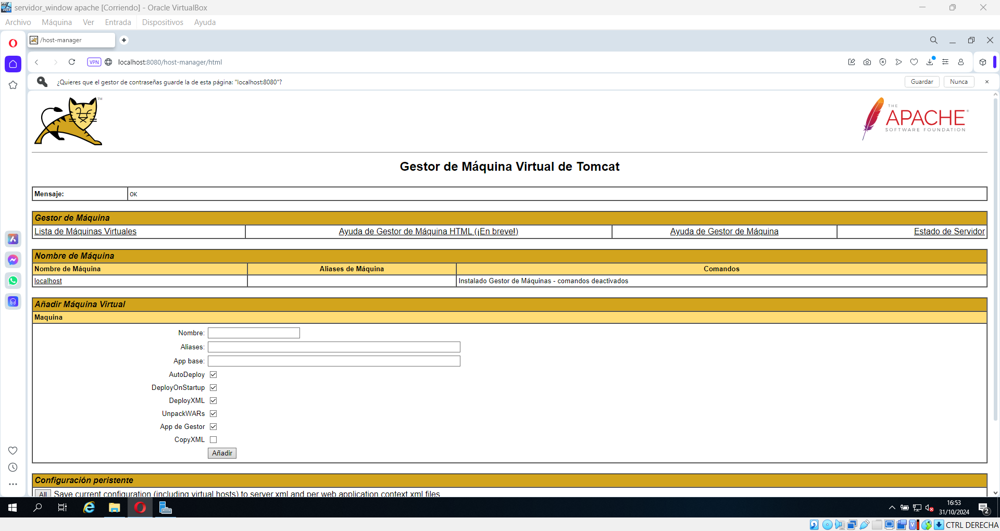 servidor_window apache [Corriendo] - Oracle VirtualBox
Archivo Máquina Ver Entrada Dispositivos Ayuda
/host-manager
VPN localhost:8080/host-manager/html
¿Quieres que el gestor de contraseñas guarde la de esta página: "localhost:8080"? Guardar Nunca
TM
THE
APACHE®
SOFTWARE FOUNDATION
Gestor de Máquina Virtual de Tomcat
Mensaje: OK
Gestor de Máquina
Lista de Máquinas Virtuales Ayuda de Gestor de Máquina HTML (¡En breve!) Ayuda de Gestor de Máquina Estado de Servidor
Nombre de Máquina
Nombre de Máquina Aliases de Máquina Comandos
localhost Instalado Gestor de Máquinas - comandos deactivados
Añadir Máquina Virtual
Maquina
Nombre:
Aliases:
App base:
AutoDeploy
DeployOnStartup
DeployXML
UnpackWARs
App de Gestor
CopyXML
Añadir
Configuración peristente
All Save current configuration (including virtual hosts) to server.xml and per web application context.xml files
16:53
31/10/2024
2
CTRL DERECHA